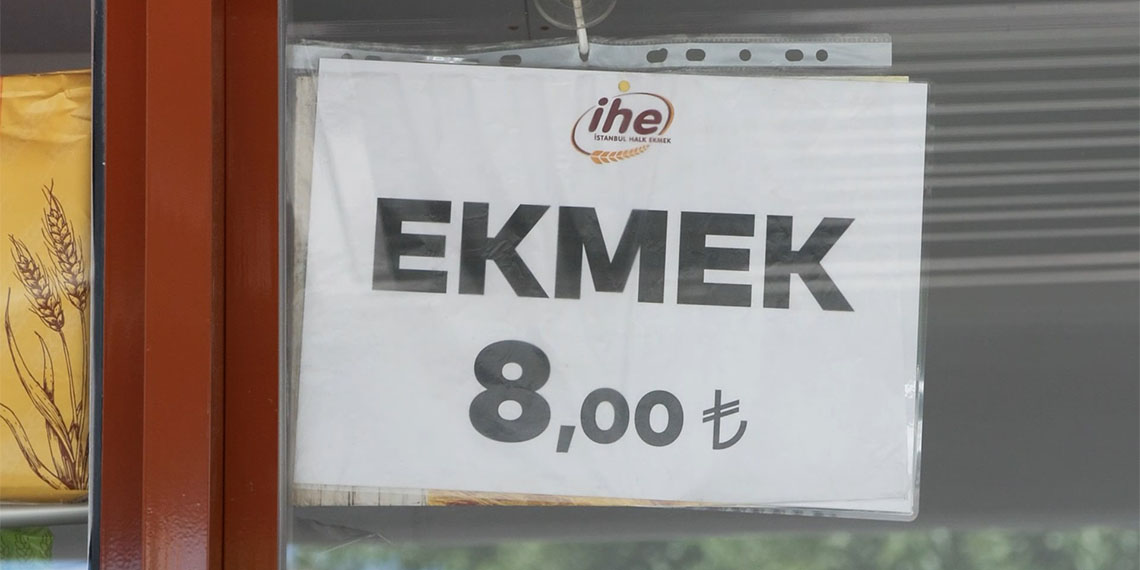 ihe
İSTANBUL HALK EKMEK
EKMEK
8,00 ₺